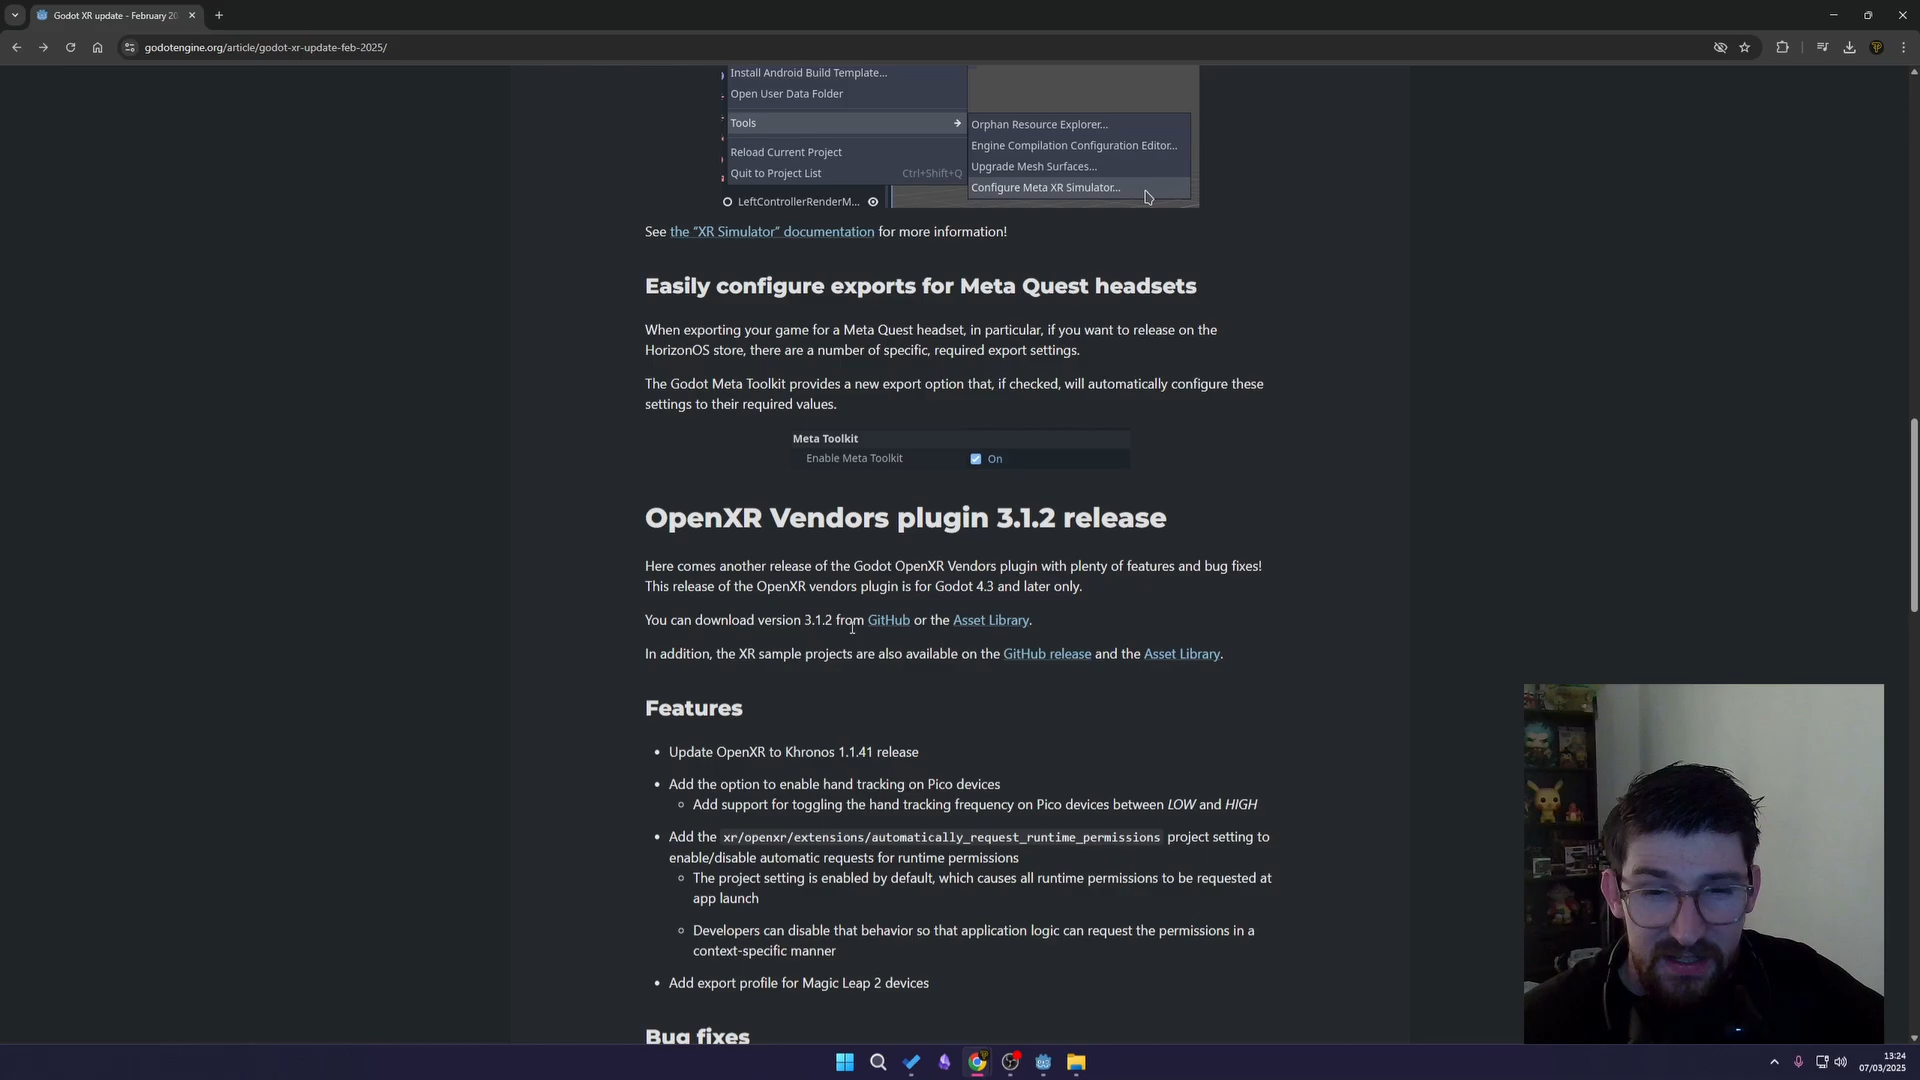 Godot XR update - February 20
godotengine.org/article/godot-xr-update-feb-2025/
Install Android Build Template...
Open User Data Folder
Tools
Reload Current Project
Quit to Project List Ctrl+Shift+Q
LeftControllerRenderM...
Orphan Resource Explorer...
Engine Compilation Configuration Editor...
Upgrade Mesh Surfaces...
Configure Meta XR Simulator...
See the “XR Simulator” documentation for more information!
Easily configure exports for Meta Quest headsets
When exporting your game for a Meta Quest headset, in particular, if you want to release on the
HorizonOS store, there are a number of specific, required export settings.
The Godot Meta Toolkit provides a new export option that, if checked, will automatically configure these
settings to their required values.
Meta Toolkit
Enable Meta Toolkit On
OpenXR Vendors plugin 3.1.2 release
Here comes another release of the Godot OpenXR Vendors plugin with plenty of features and bug fixes!
This release of the OpenXR vendors plugin is for Godot 4.3 and later only.
You can download version 3.1.2 from GitHub or the Asset Library.
In addition, the XR sample projects are also available on the GitHub release and the Asset Library.
Features
• Update OpenXR to Khronos 1.1.41 release
• Add the option to enable hand tracking on Pico devices
○ Add support for toggling the hand tracking frequency on Pico devices between LOW and HIGH
• Add the xr/openxr/extensions/automatically_request_runtime_permissions project setting to
enable/disable automatic requests for runtime permissions
○ The project setting is enabled by default, which causes all runtime permissions to be requested at
app launch
○ Developers can disable that behavior so that application logic can request the permissions in a
context-specific manner
• Add export profile for Magic Leap 2 devices
Bug fixes
13:24
07/03/2025